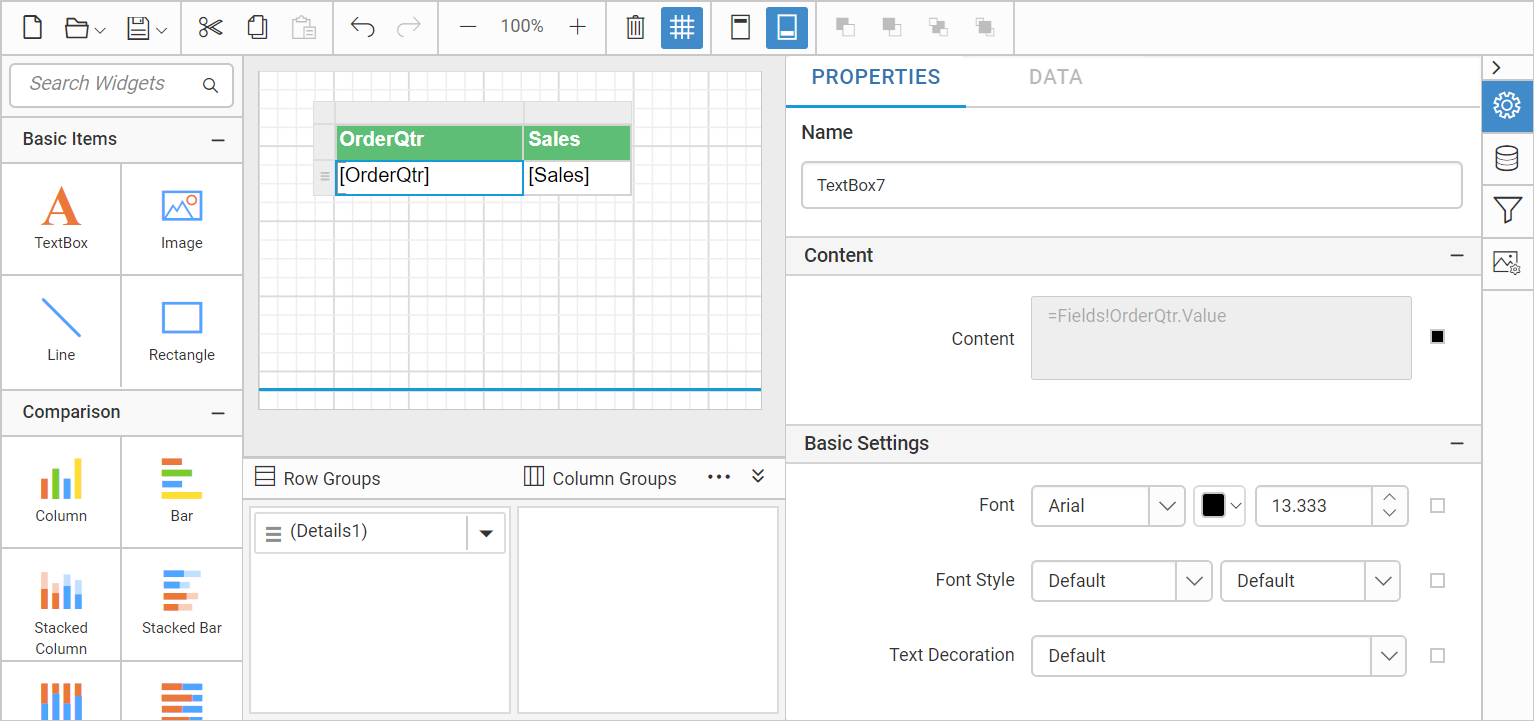 100%
Search Widgets
Basic Items
TextBox
Image
Line
Rectangle
Comparison
Column
Bar
Stacked
Column
Stacked Bar
OrderQtr Sales
[OrderQtr] [Sales]
Row Groups
Column Groups
(Details1)
PROPERTIES
DATA
Name
TextBox7
Content
Content
=Fields!OrderQtr.Value
Basic Settings
Font Arial 13.333
Font Style Default Default
Text Decoration Default